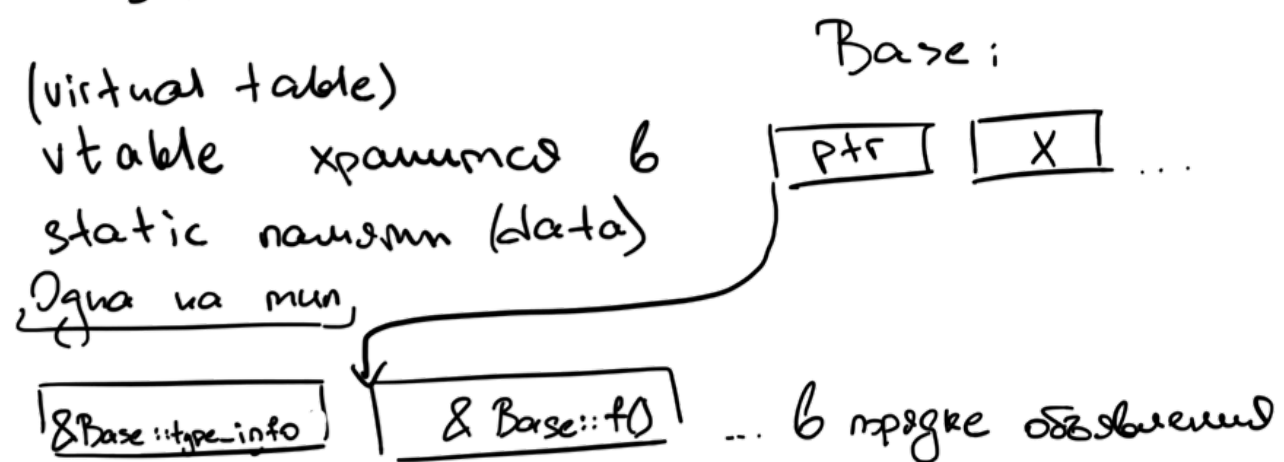 Base:
(virtual table)
vtable хранится в
ptr X ...
static памяти (data)
Одна на тип
&Base::type_info & Base::f() ... в порядке объявления